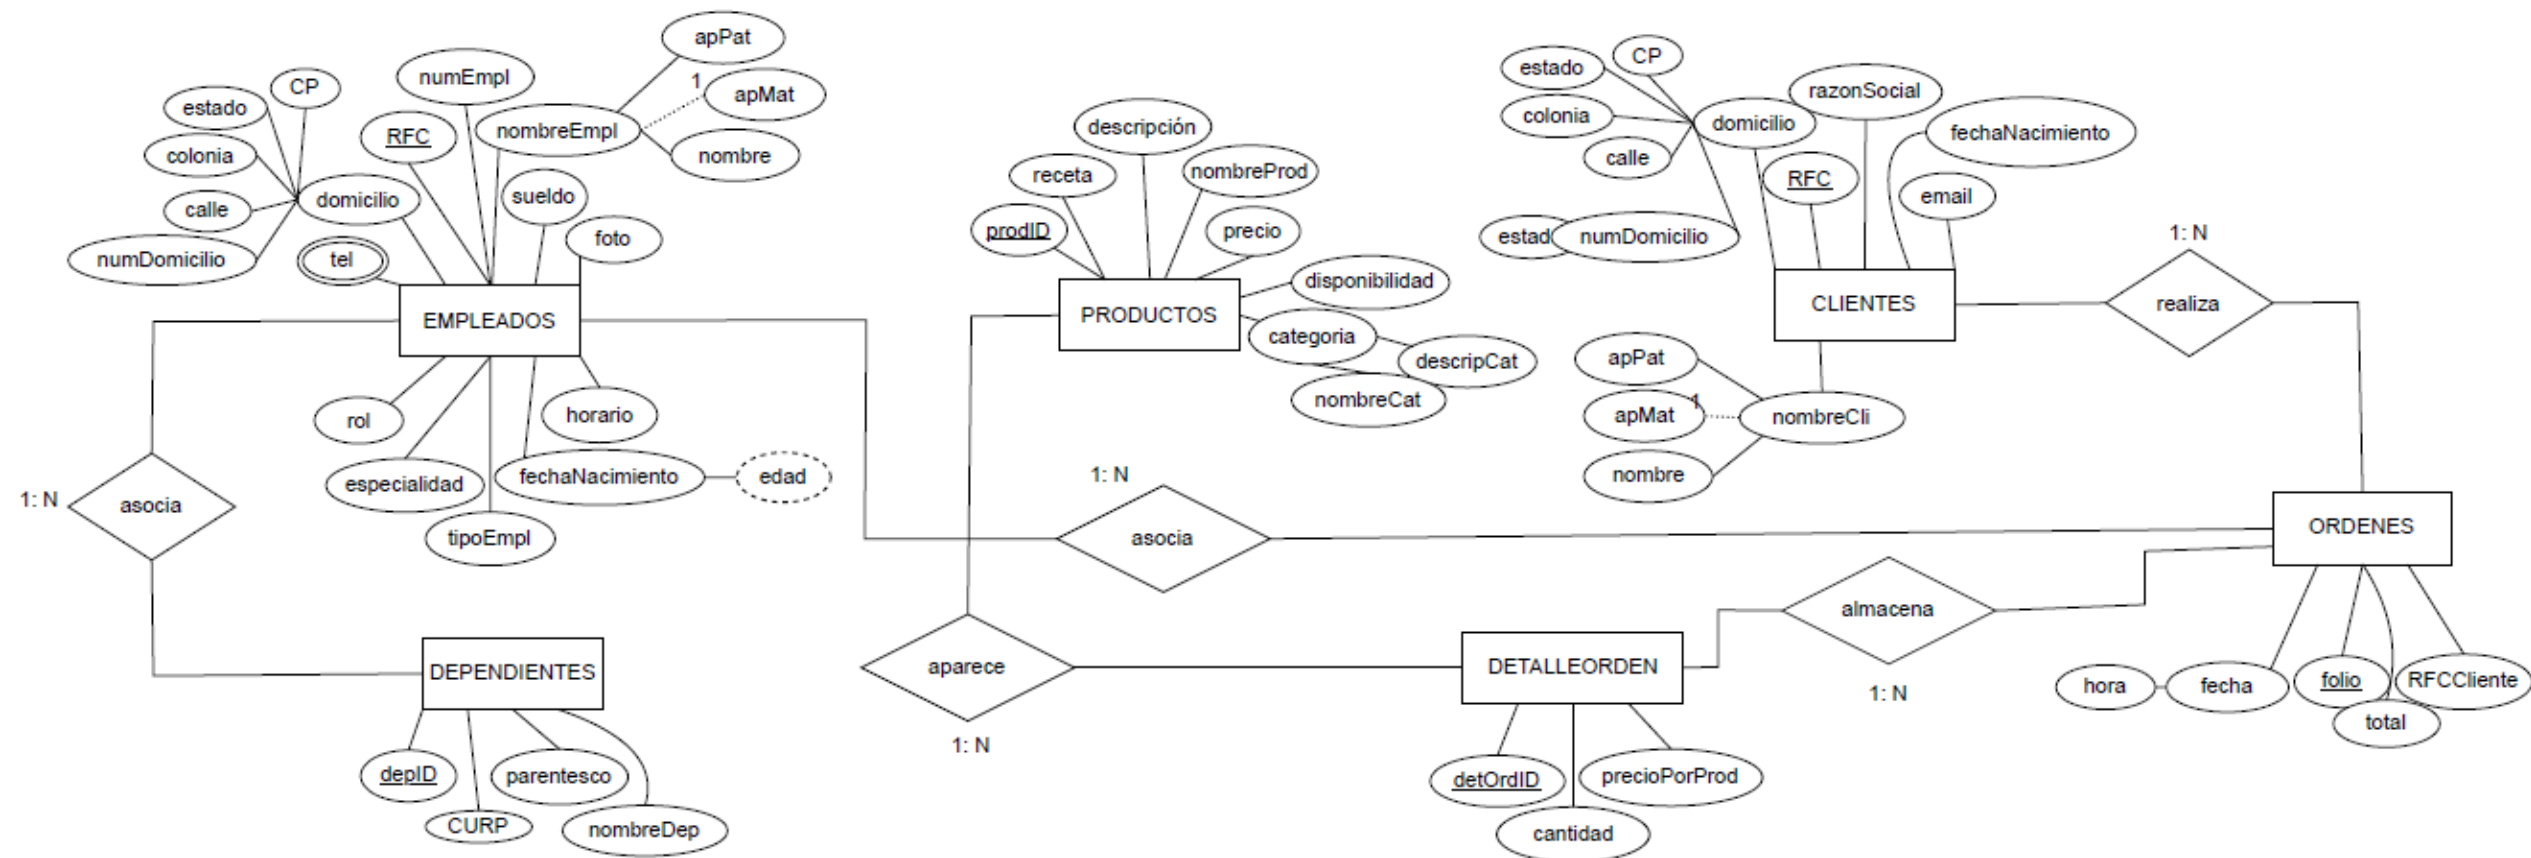 apPat
numEmpl
1
CP
apMat
estado
RFC
nombreEmpl
colonia
nombre
domicilio
sueldo
calle
foto
numDomicilio
tel
EMPLEADOS
rol
horario
especialidad
fechaNacimiento
edad
tipoEmpl
1: N
asocia
DEPENDIENTES
depID
parentesco
CURP
nombreDep
descripción
receta
nombreProd
prodID
precio
disponibilidad
PRODUCTOS
categoria
descripCat
nombreCat
1: N
asocia
aparece
1: N
CP
estado
razonSocial
colonia
domicilio
fechaNacimiento
calle
RFC
email
estad
numDomicilio
CLIENTES
apPat
apMat
1
nombreCli
nombre
1: N
realiza
ORDENES
almacena
1: N
DETALLEORDEN
detOrdID
precioPorProd
cantidad
hora
fecha
folio
RFCCliente
total